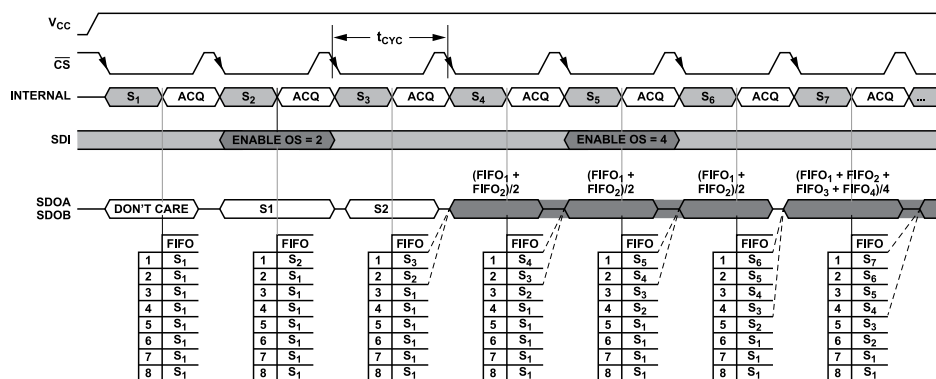 V_CC
t_CYC
CS
INTERNAL S₁ ACQ S₂ ACQ S₃ ACQ S₄ ACQ S₅ ACQ S₆ ACQ S₇ ACQ ...
SDI ENABLE OS = 2 ENABLE OS = 4
(FIFO₁ + FIFO₂)/2 (FIFO₁ + FIFO₂)/2 (FIFO₁ + FIFO₂)/2 (FIFO₁ + FIFO₂ + FIFO₃ + FIFO₄)/4
SDOA
SDOB
DON'T CARE S1 S2
FIFO FIFO FIFO FIFO FIFO FIFO FIFO
1 S₁ 1 S₂ 1 S₃ 1 S₄ 1 S₅ 1 S₆ 1 S₇
2 S₁ 2 S₁ 2 S₂ 2 S₃ 2 S₄ 2 S₅ 2 S₆
3 S₁ 3 S₁ 3 S₁ 3 S₂ 3 S₃ 3 S₄ 3 S₅
4 S₁ 4 S₁ 4 S₁ 4 S₁ 4 S₂ 4 S₃ 4 S₄
5 S₁ 5 S₁ 5 S₁ 5 S₁ 5 S₁ 5 S₂ 5 S₃
6 S₁ 6 S₁ 6 S₁ 6 S₁ 6 S₁ 6 S₁ 6 S₂
7 S₁ 7 S₁ 7 S₁ 7 S₁ 7 S₁ 7 S₁ 7 S₁
8 S₁ 8 S₁ 8 S₁ 8 S₁ 8 S₁ 8 S₁ 8 S₁